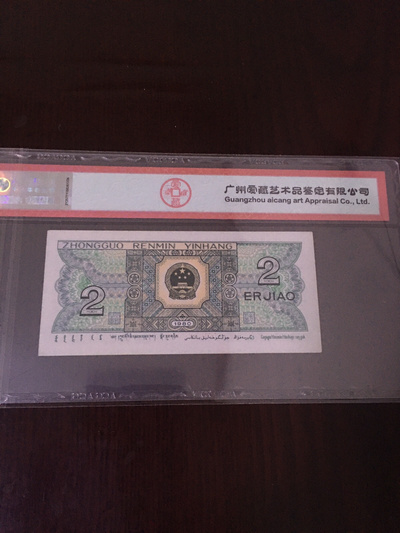 广州爱藏艺术品鉴定有限公司
Guangzhou aicang art Appraisal Co., Ltd.
ZHONGGUO RENMIN YINHANG
2
2
ERJIAO
1980